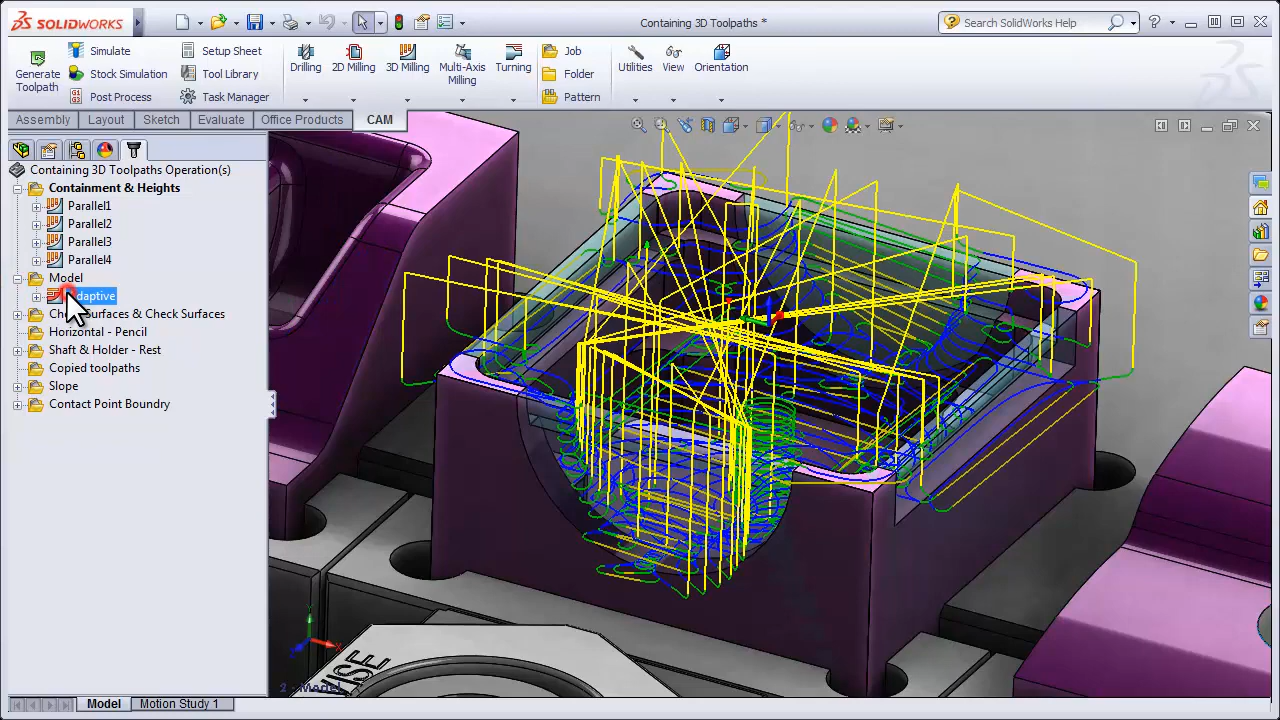 SOLIDWORKS
Containing 3D Toolpaths *
Search SolidWorks Help
Generate Toolpath
Simulate
Stock Simulation
Post Process
Setup Sheet
Tool Library
Task Manager
Drilling
2D Milling
3D Milling
Multi-Axis Milling
Turning
Job
Folder
Pattern
Utilities
View
Orientation
Assembly
Layout
Sketch
Evaluate
Office Products
CAM
Containing 3D Toolpaths Operation(s)
Containment & Heights
Parallel1
Parallel2
Parallel3
Parallel4
Model
daptive
Surfaces & Check Surfaces
Horizontal - Pencil
Shaft & Holder - Rest
Copied toolpaths
Slope
Contact Point Boundry
Model
Motion Study 1